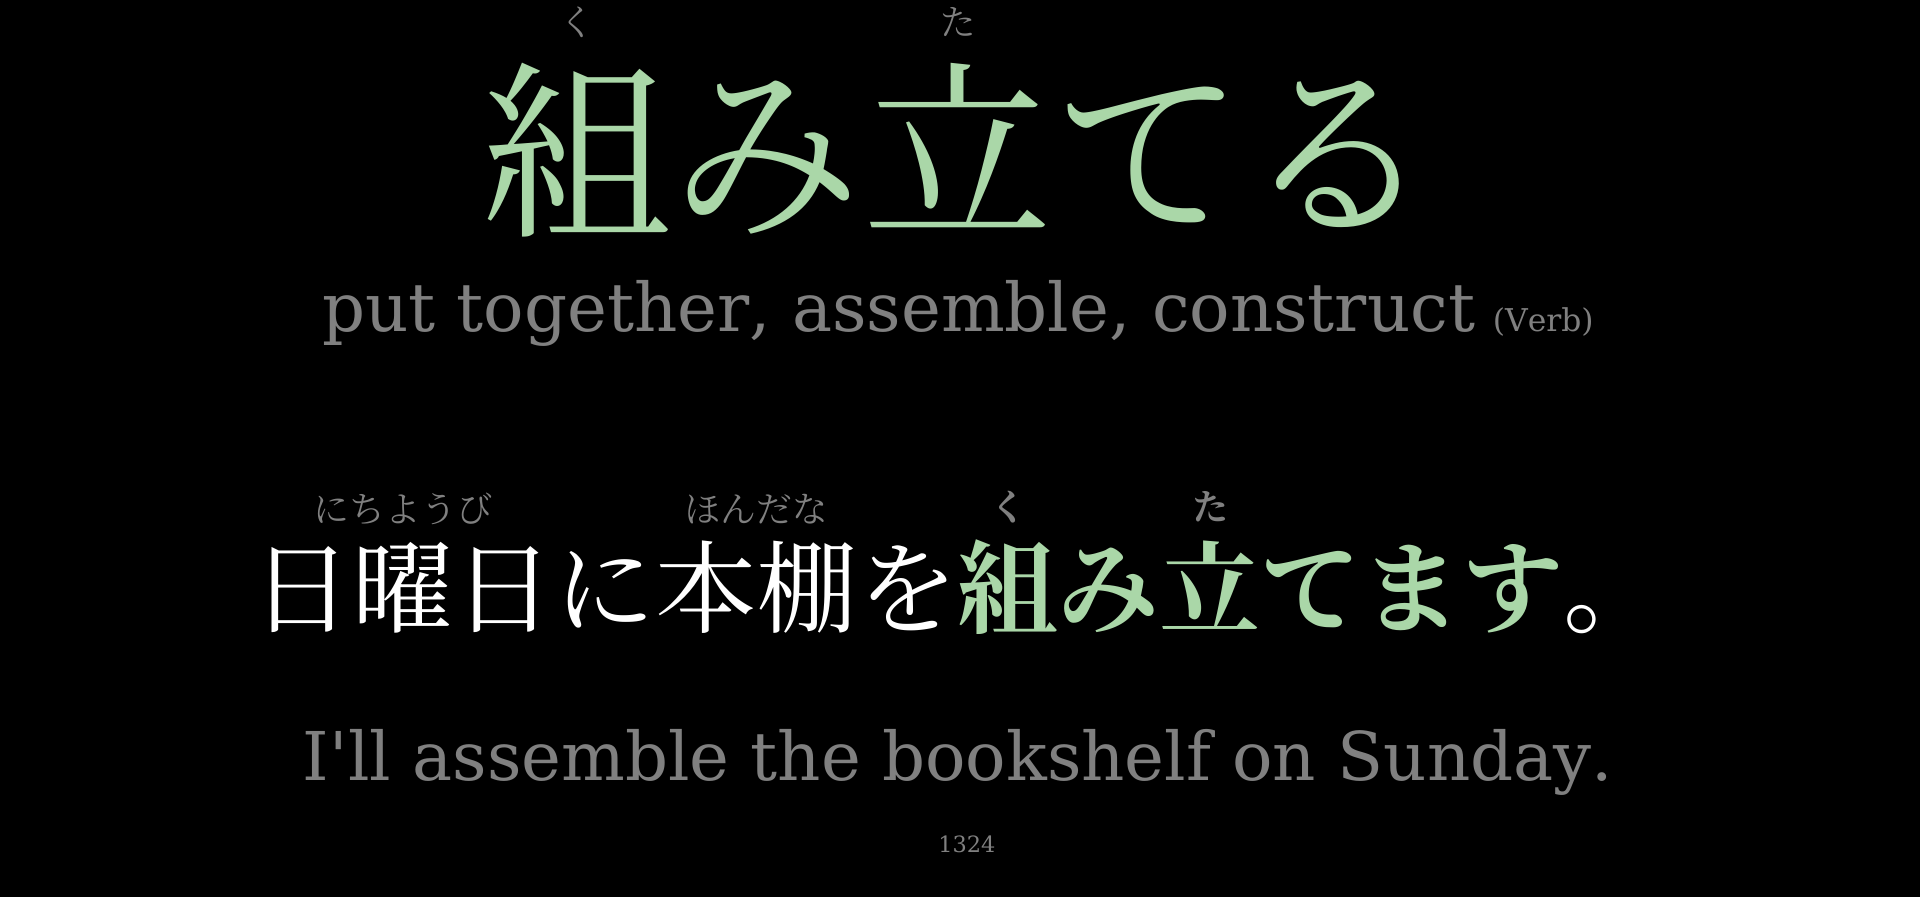 く た
組み立てる
put together, assemble, construct (Verb)
にちようび ほんだな く た
日曜日に本棚を組み立てます。
I'll assemble the bookshelf on Sunday.
1324